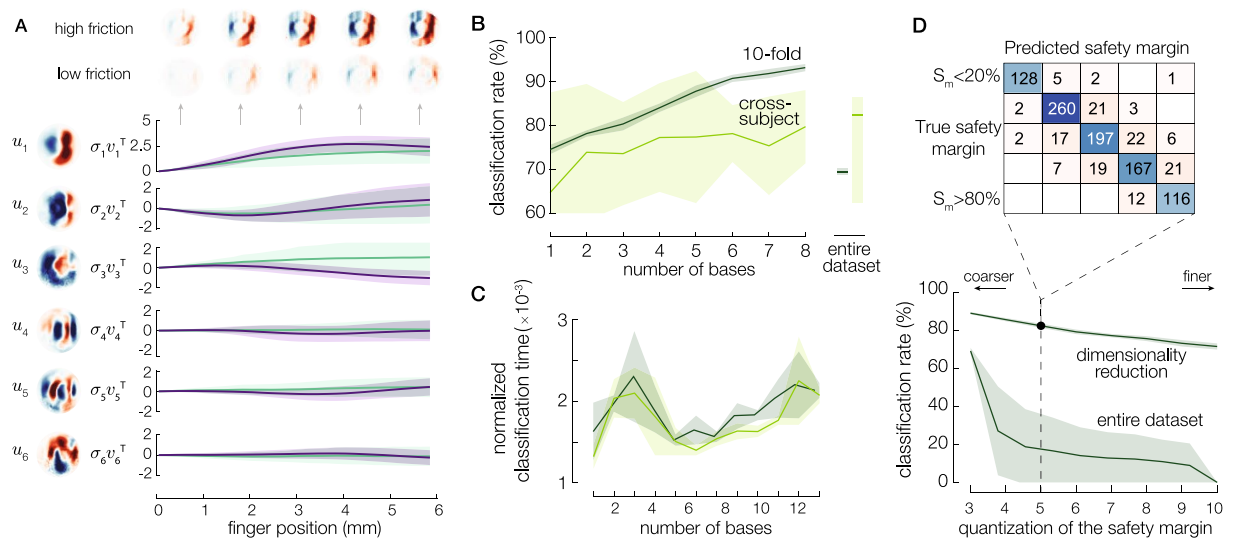 A
high friction
low friction
u1 σ1v1ᵀ
5
2.5
0
u2 σ2v2ᵀ
2
0
-2
u3 σ3v3ᵀ
2
0
-2
u4 σ4v4ᵀ
2
0
-2
u5 σ5v5ᵀ
2
0
-2
u6 σ6v6ᵀ
2
0
-2
0 1 2 3 4 5 6
finger position (mm)
B
classification rate (%)
100
90
80
70
60
10-fold
cross-
subject
1 2 3 4 5 6 7 8
number of bases
entire
dataset
C
normalized
classification time (×10⁻³)
3
2
1
2 4 6 8 10 12
number of bases
D
Predicted safety margin
Sm<20%
True safety
margin
Sm>80%
128 5 2 1
2 260 21 3
2 17 197 22 6
7 19 167 21
12 116
coarser
finer
classification rate (%)
100
80
60
40
20
0
dimensionality
reduction
entire dataset
3 4 5 6 7 8 9 10
quantization of the safety margin